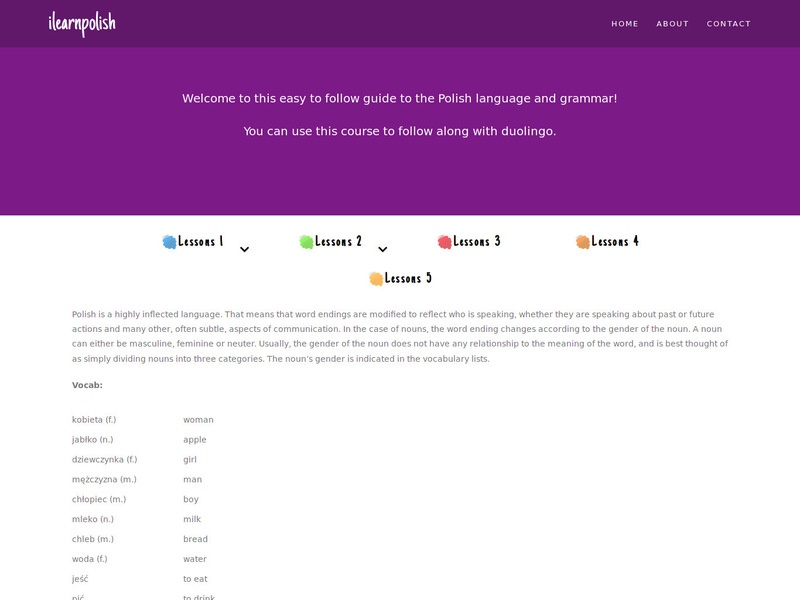 ilearnpolish
HOME ABOUT CONTACT
Welcome to this easy to follow guide to the Polish language and grammar!
You can use this course to follow along with duolingo.
Lessons 1 Lessons 2 Lessons 3 Lessons 4
Lessons 5
Polish is a highly inflected language. That means that word endings are modified to reflect who is speaking, whether they are speaking about past or future
actions and many other, often subtle, aspects of communication. In the case of nouns, the word ending changes according to the gender of the noun. A noun
can either be masculine, feminine or neuter. Usually, the gender of the noun does not have any relationship to the meaning of the word, and is best thought of
as simply dividing nouns into three categories. The noun’s gender is indicated in the vocabulary lists.
Vocab:
kobieta (f.) woman
jabłko (n.) apple
dziewczynka (f.) girl
mężczyzna (m.) man
chłopiec (m.) boy
mleko (n.) milk
chleb (m.) bread
woda (f.) water
jeść to eat
pić to drink